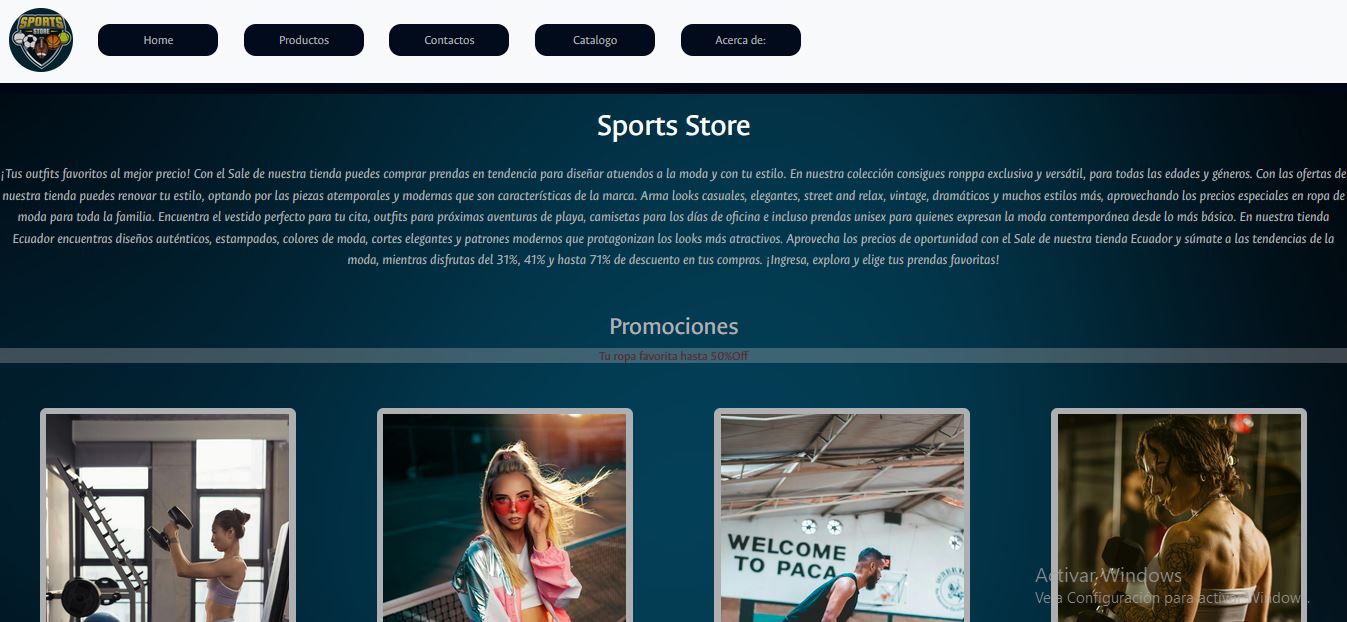 SPORTS
STORE
Home
Productos
Contactos
Catalogo
Acerca de:
Sports Store
¡Tus outfits favoritos al mejor precio! Con el Sale de nuestra tienda puedes comprar prendas en tendencia para diseñar atuendos a la moda y con tu estilo. En nuestra colección consigues ronppa exclusiva y versátil, para todas las edades y géneros. Con las ofertas de
nuestra tienda puedes renovar tu estilo, optando por las piezas atemporales y modernas que son características de la marca. Arma looks casuales, elegantes, street and relax, vintage, dramáticos y muchos estilos más, aprovechando los precios especiales en ropa de
moda para toda la familia. Encuentra el vestido perfecto para tu cita, outfits para próximas aventuras de playa, camisetas para los días de oficina e incluso prendas unisex para quienes expresan la moda contemporánea desde lo más básico. En nuestra tienda
Ecuador encuentras diseños auténticos, estampados, colores de moda, cortes elegantes y patrones modernos que protagonizan los looks más atractivos. Aprovecha los precios de oportunidad con el Sale de nuestra tienda Ecuador y súmate a las tendencias de la
moda, mientras disfrutas del 31%, 41% y hasta 71% de descuento en tus compras. ¡Ingresa, explora y elige tus prendas favoritas!
Promociones
Tu ropa favorita hasta 50%Off
WELCOME
TO PACA
Activar Windows
Ve a Configuración para activar Windows.